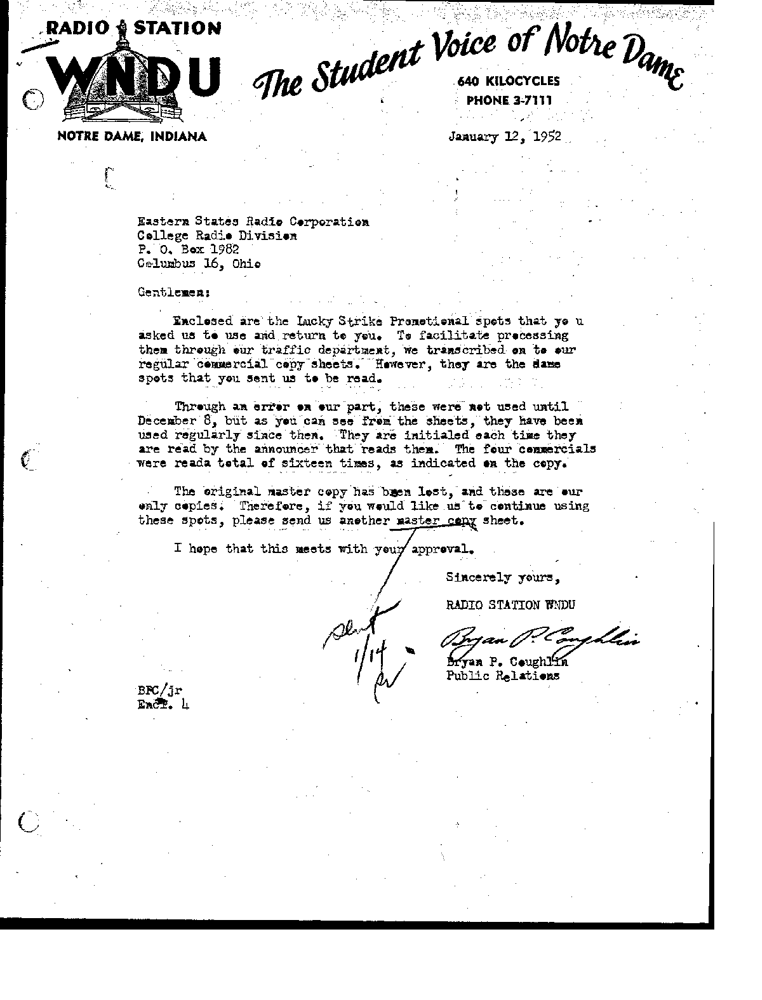 RADIO STATION
WNDU
NOTRE DAME, INDIANA
The Student Voice of Notre Dame
640 KILOCYCLES
PHONE 3-7111
January 12, 1952
Eastern States Radio Corporation
College Radio Division
P. O. Box 1982
Columbus 16, Ohio
Gentlemen:
Enclosed are the Lucky Strike Promotional spots that yo u
asked us to use and return to you. To facilitate processing
them through our traffic department, we transcribed on to our
regular commercial copy sheets. However, they are the same
spots that you sent us to be read.
Through an error on our part, these were not used until
December 8, but as you can see from the sheets, they have been
used regularly since then. They are initialed each time they
are read by the announcer that reads them. The four commercials
were reada total of sixteen times, as indicated on the copy.
The original master copy has been lost, and these are our
only copies. Therefore, if you would like us to continue using
these spots, please send us another master copy sheet.
I hope that this meets with your approval.
Sincerely yours,
RADIO STATION WNDU
sent
1/14
Bryan P. Coughlin
Bryan P. Coughlin
Public Relations
BPC/jr
Encl. 4